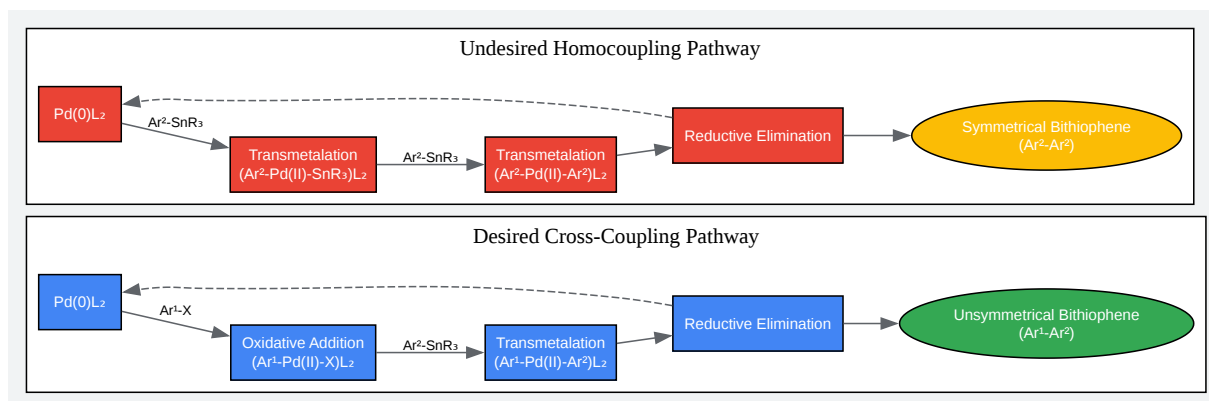 Undesired Homocoupling Pathway
Pd(0)L₂
Ar²-SnR₃
Transmetalation
(Ar²-Pd(II)-SnR₃)L₂
Ar²-SnR₃
Transmetalation
(Ar²-Pd(II)-Ar²)L₂
Reductive Elimination
Symmetrical Bithiophene
(Ar²-Ar²)
Desired Cross-Coupling Pathway
Pd(0)L₂
Ar¹-X
Oxidative Addition
(Ar¹-Pd(II)-X)L₂
Ar²-SnR₃
Transmetalation
(Ar¹-Pd(II)-Ar²)L₂
Reductive Elimination
Unsymmetrical Bithiophene
(Ar¹-Ar²)